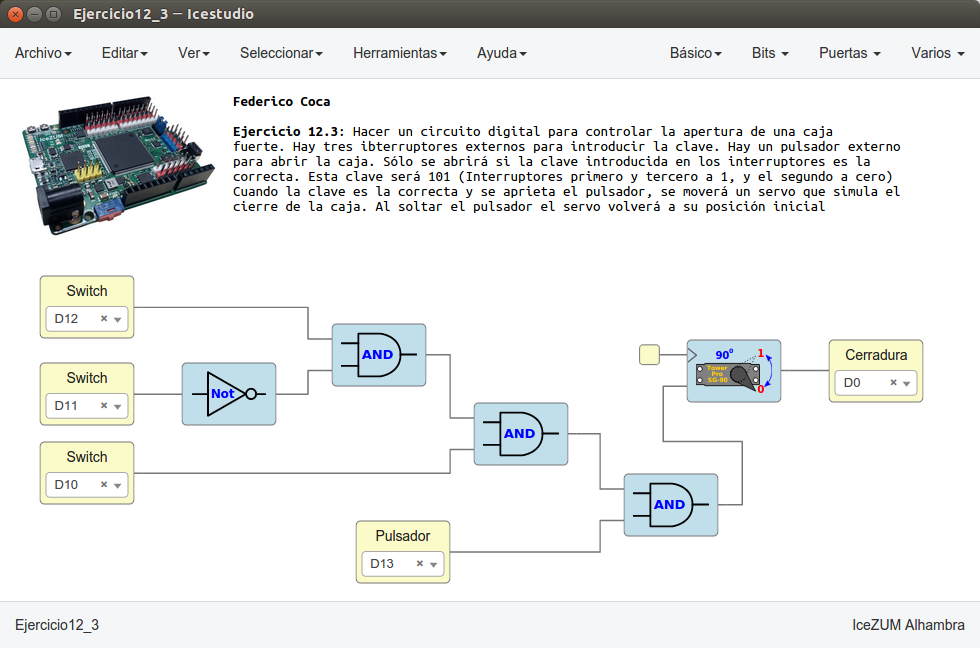 Ejercicio12_3 — Icestudio
Archivo Editar Ver Seleccionar Herramientas Ayuda Básico Bits Puertas Varios
Federico Coca
Ejercicio 12.3: Hacer un circuito digital para controlar la apertura de una caja
fuerte. Hay tres ibterruptores externos para introducir la clave. Hay un pulsador externo
para abrir la caja. Sólo se abrirá si la clave introducida en los interruptores es la
correcta. Esta clave será 101 (Interruptores primero y tercero a 1, y el segundo a cero)
Cuando la clave es la correcta y se aprieta el pulsador, se moverá un servo que simula el
cierre de la caja. Al soltar el pulsador el servo volverá a su posición inicial
Switch
D12
AND
90º
1
Tower
Pro
SG-90
0
Cerradura
D0
Switch
D11
Not
AND
Switch
D10
AND
Pulsador
D13
Ejercicio12_3
IceZUM Alhambra